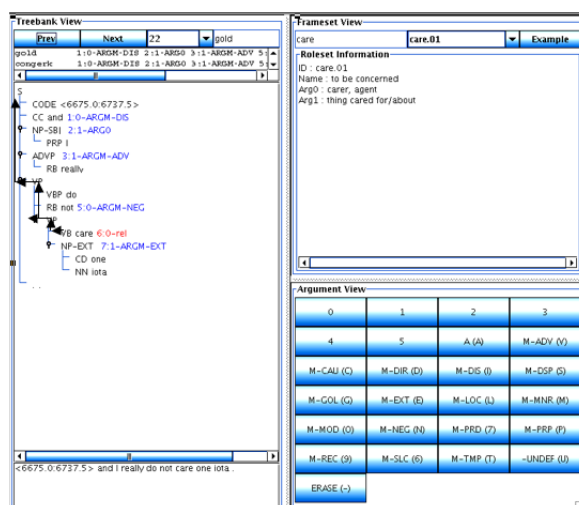 Treebank View
Prev Next 22 gold
gold 1:0-ARGM-DIS 2:1-ARG0 3:1-ARGM-ADV 5:
congerk 1:0-ARGM-DIS 2:1-ARG0 3:1-ARGM-ADV 5:
S
CODE <6675.0:6737.5>
CC and 1:0-ARGM-DIS
NP-SBJ 2:1-ARG0
PRP I
ADVP 3:1-ARGM-ADV
RB really
VP
VBP do
RB not 5:0-ARGM-NEG
VP
VB care 6:0-rel
NP-EXT 7:1-ARGM-EXT
CD one
NN iota
. .
<6675.0:6737.5> and I really do not care one iota .
Frameset View
care care.01 Example
Roleset Information
ID : care.01
Name : to be concerned
Arg0 : carer, agent
Arg1 : thing cared for/about
Argument View
0 1 2 3
4 5 A (A) M-ADV (V)
M-CAU (C) M-DIR (D) M-DIS (I) M-DSP (S)
M-GOL (G) M-EXT (E) M-LOC (L) M-MNR (M)
M-MOD (O) M-NEG (N) M-PRD (7) M-PRP (P)
M-REC (9) M-SLC (6) M-TMP (T) -UNDEF (U)
ERASE (-)